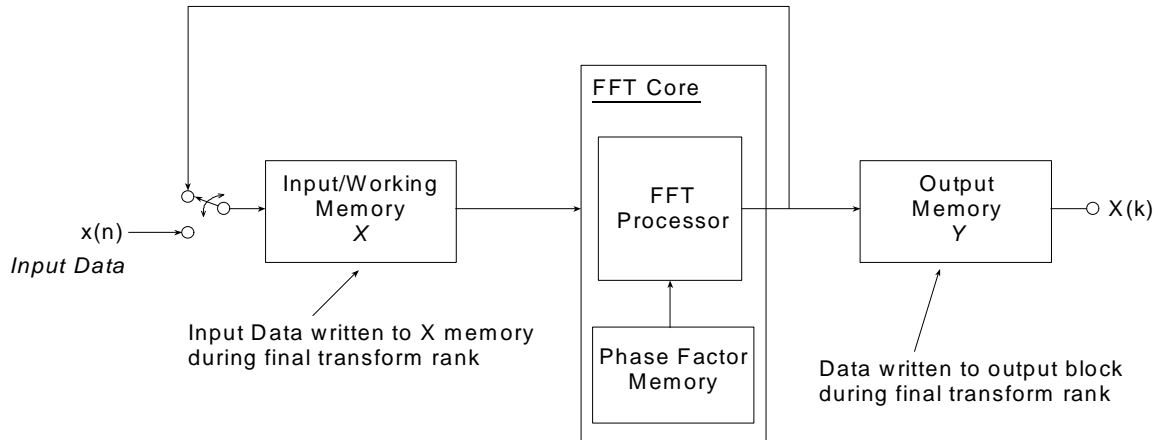 FFT Core
Input/Working
Memory
X
FFT
Processor
Output
Memory
Y
X(k)
x(n)
Input Data
Input Data written to X memory
during final transform rank
Phase Factor
Memory
Data written to output block
during final transform rank